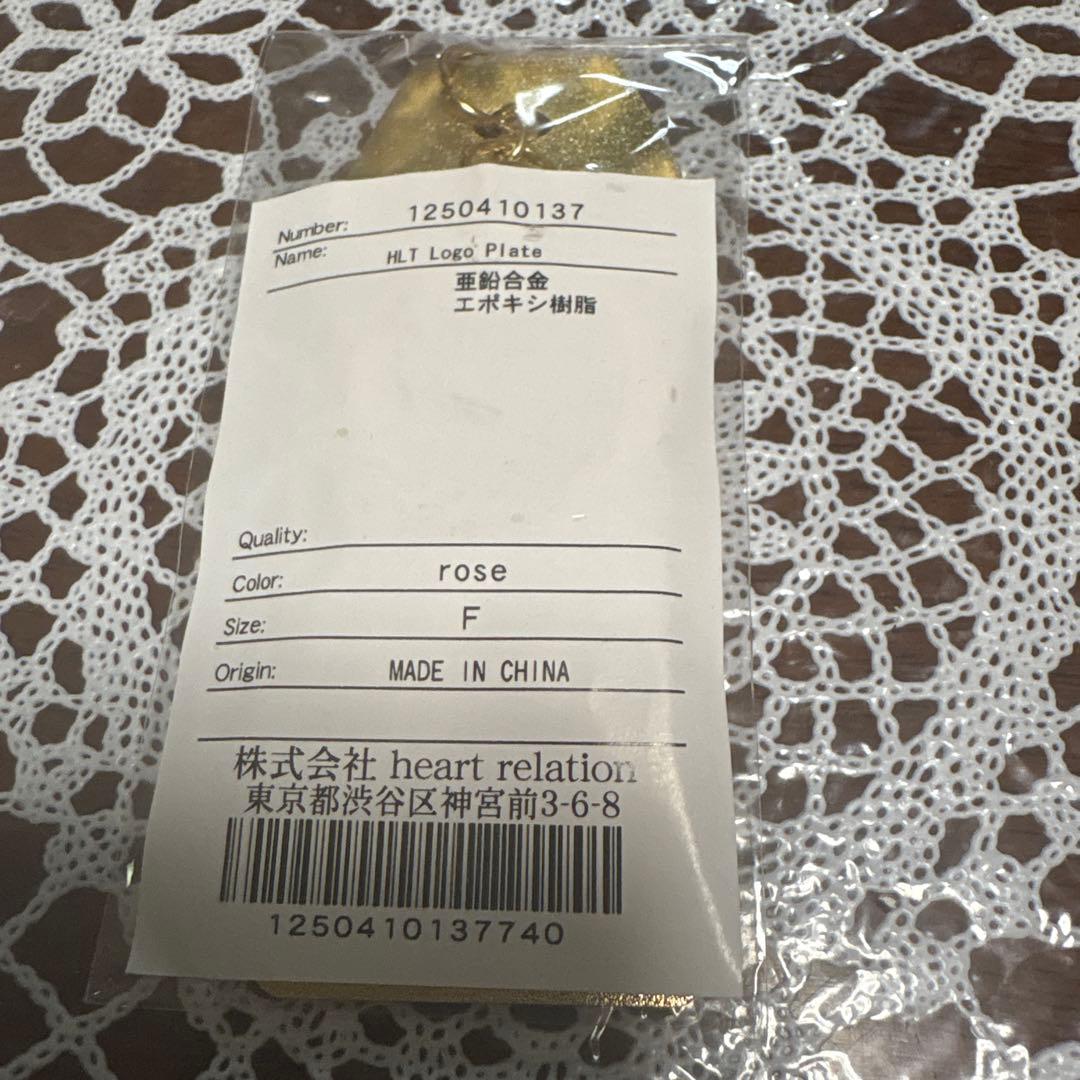 Number: 1250410137
Name: HLT Logo Plate
亜鉛合金
エポキシ樹脂
Quality:
Color: rose
Size: F
Origin: MADE IN CHINA
株式会社 heart relation
東京都渋谷区神宮前3-6-8
1250410137740